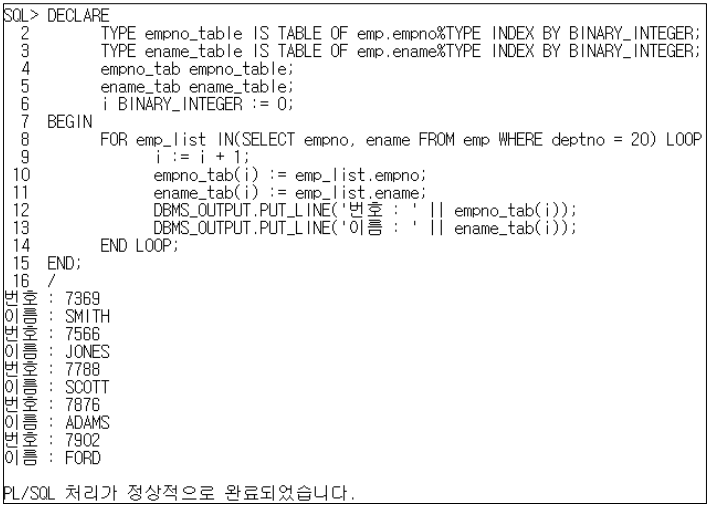 SQL> DECLARE
  2          TYPE empno_table IS TABLE OF emp.empno%TYPE INDEX BY BINARY_INTEGER;
  3          TYPE ename_table IS TABLE OF emp.ename%TYPE INDEX BY BINARY_INTEGER;
  4          empno_tab empno_table;
  5          ename_tab ename_table;
  6          i BINARY_INTEGER := 0;
  7  BEGIN
  8          FOR emp_list IN(SELECT empno, ename FROM emp WHERE deptno = 20) LOOP
  9                  i := i + 1;
 10                  empno_tab(i) := emp_list.empno;
 11                  ename_tab(i) := emp_list.ename;
 12                  DBMS_OUTPUT.PUT_LINE('번호 : ' || empno_tab(i));
 13                  DBMS_OUTPUT.PUT_LINE('이름 : ' || ename_tab(i));
 14          END LOOP;
 15  END;
 16  /
번호 : 7369
이름 : SMITH
번호 : 7566
이름 : JONES
번호 : 7788
이름 : SCOTT
번호 : 7876
이름 : ADAMS
번호 : 7902
이름 : FORD
PL/SQL 처리가 정상적으로 완료되었습니다.